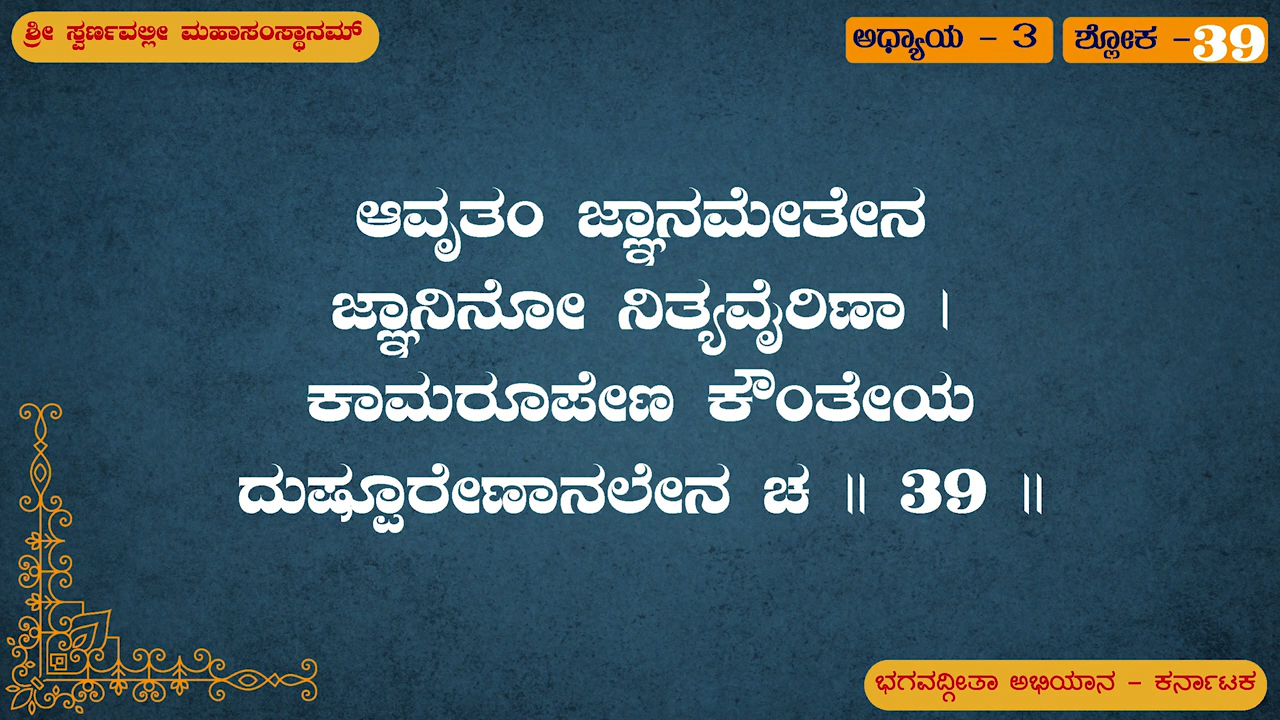 ಶ್ರೀ ಸ್ವರ್ಣವಲ್ಲೀ ಮಹಾಸಂಸ್ಥಾನಮ್
ಅಧ್ಯಾಯ - 3
ಶ್ಲೋಕ -39
ಆವೃತಂ ಜ್ಞಾನಮೇತೇನ
ಜ್ಞಾನಿನೋ ನಿತ್ಯವೈರಿಣಾ ।
ಕಾಮರೂಪೇಣ ಕೌಂತೇಯ
ದುಷ್ಪೂರೇಣಾನಲೇನ ಚ ॥ 39 ॥
ಭಗವದ್ಗೀತಾ ಅಭಿಯಾನ - ಕರ್ನಾಟಕ